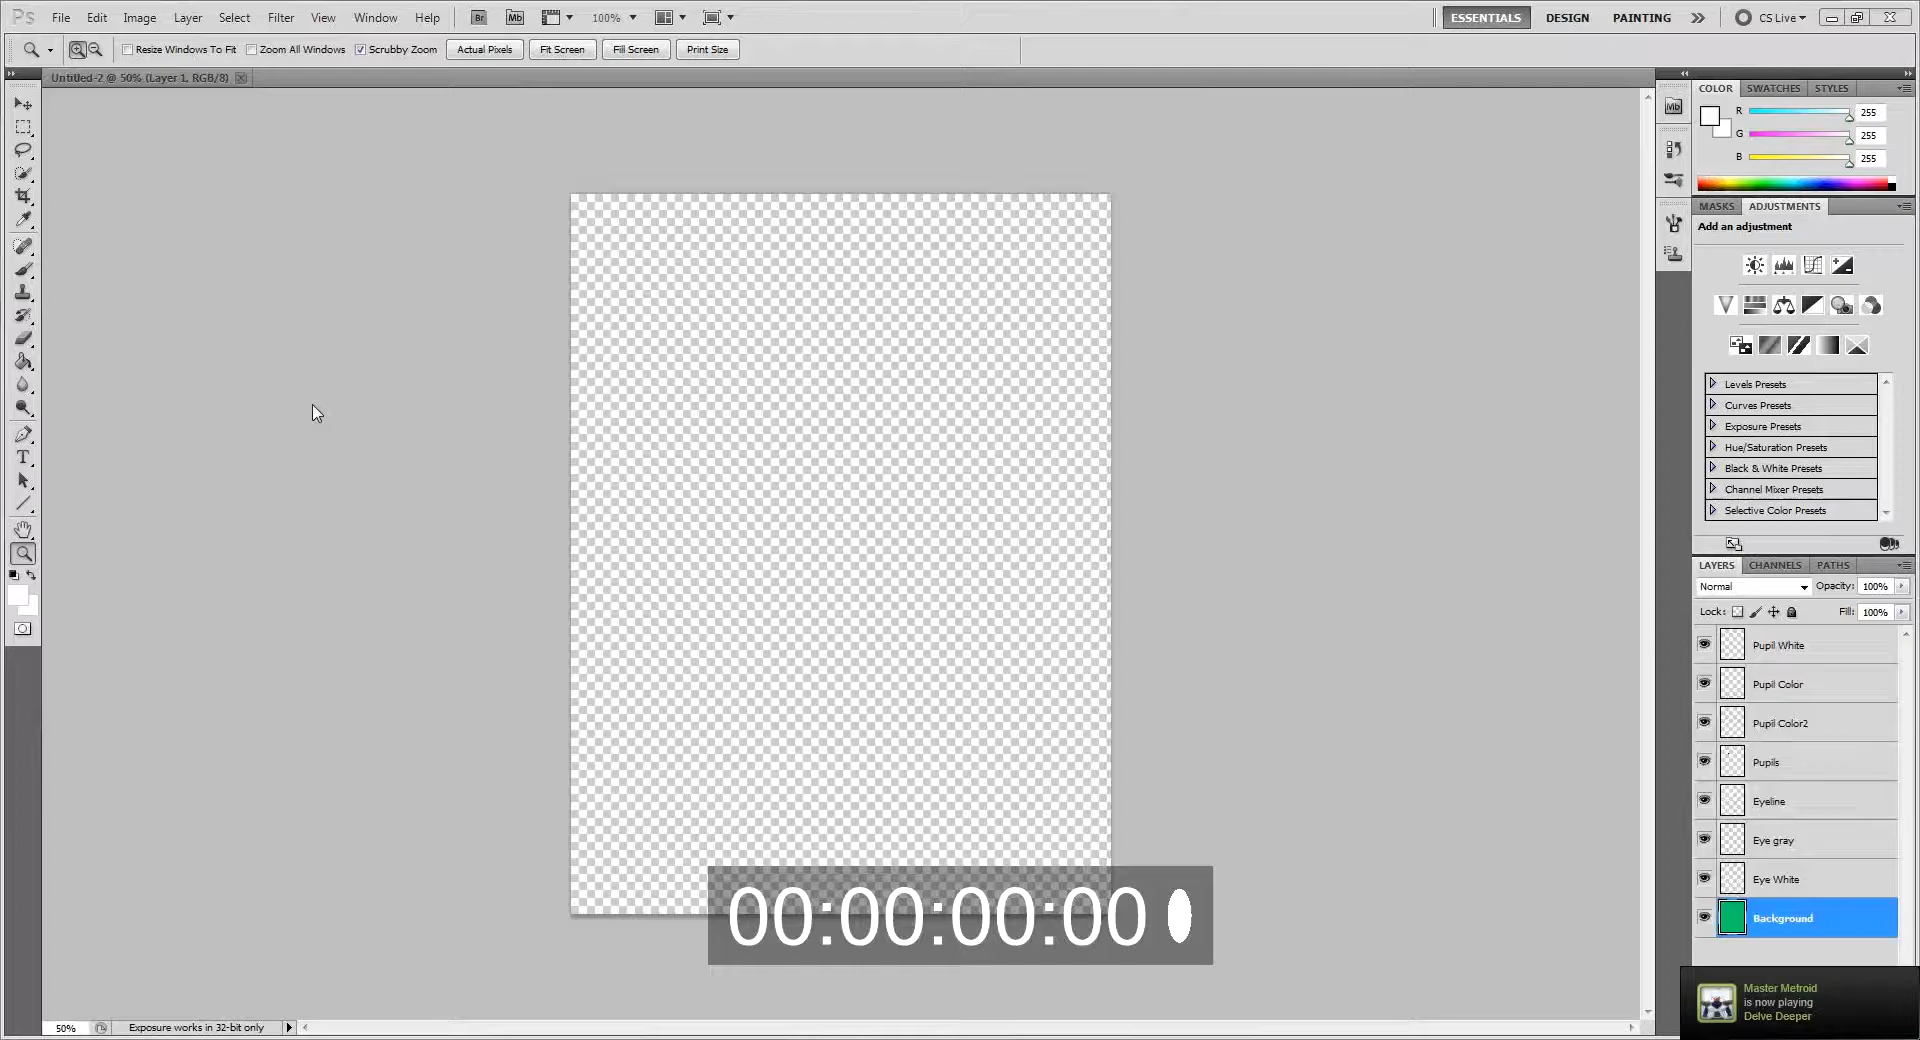 Ps File Edit Image Layer Select Filter View Window Help Br Mb 100% ESSENTIALS DESIGN PAINTING CS Live
Resize Windows To Fit Zoom All Windows Scrubby Zoom Actual Pixels Fit Screen Fill Screen Print Size
Untitled-2 @ 50% (Layer 1, RGB/8)
COLOR SWATCHES STYLES
Mb
R 255
G 255
B 255
MASKS ADJUSTMENTS
Add an adjustment
Levels Presets
Curves Presets
Exposure Presets
Hue/Saturation Presets
Black & White Presets
Channel Mixer Presets
Selective Color Presets
LAYERS CHANNELS PATHS
Normal Opacity: 100%
Lock: Fill: 100%
Pupil White
Pupil Color
Pupil Color2
Pupils
Eyeline
Eye gray
Eye White
Background
00:00:00:00
Master Metroid
is now playing
Delve Deeper
50% Exposure works in 32-bit only